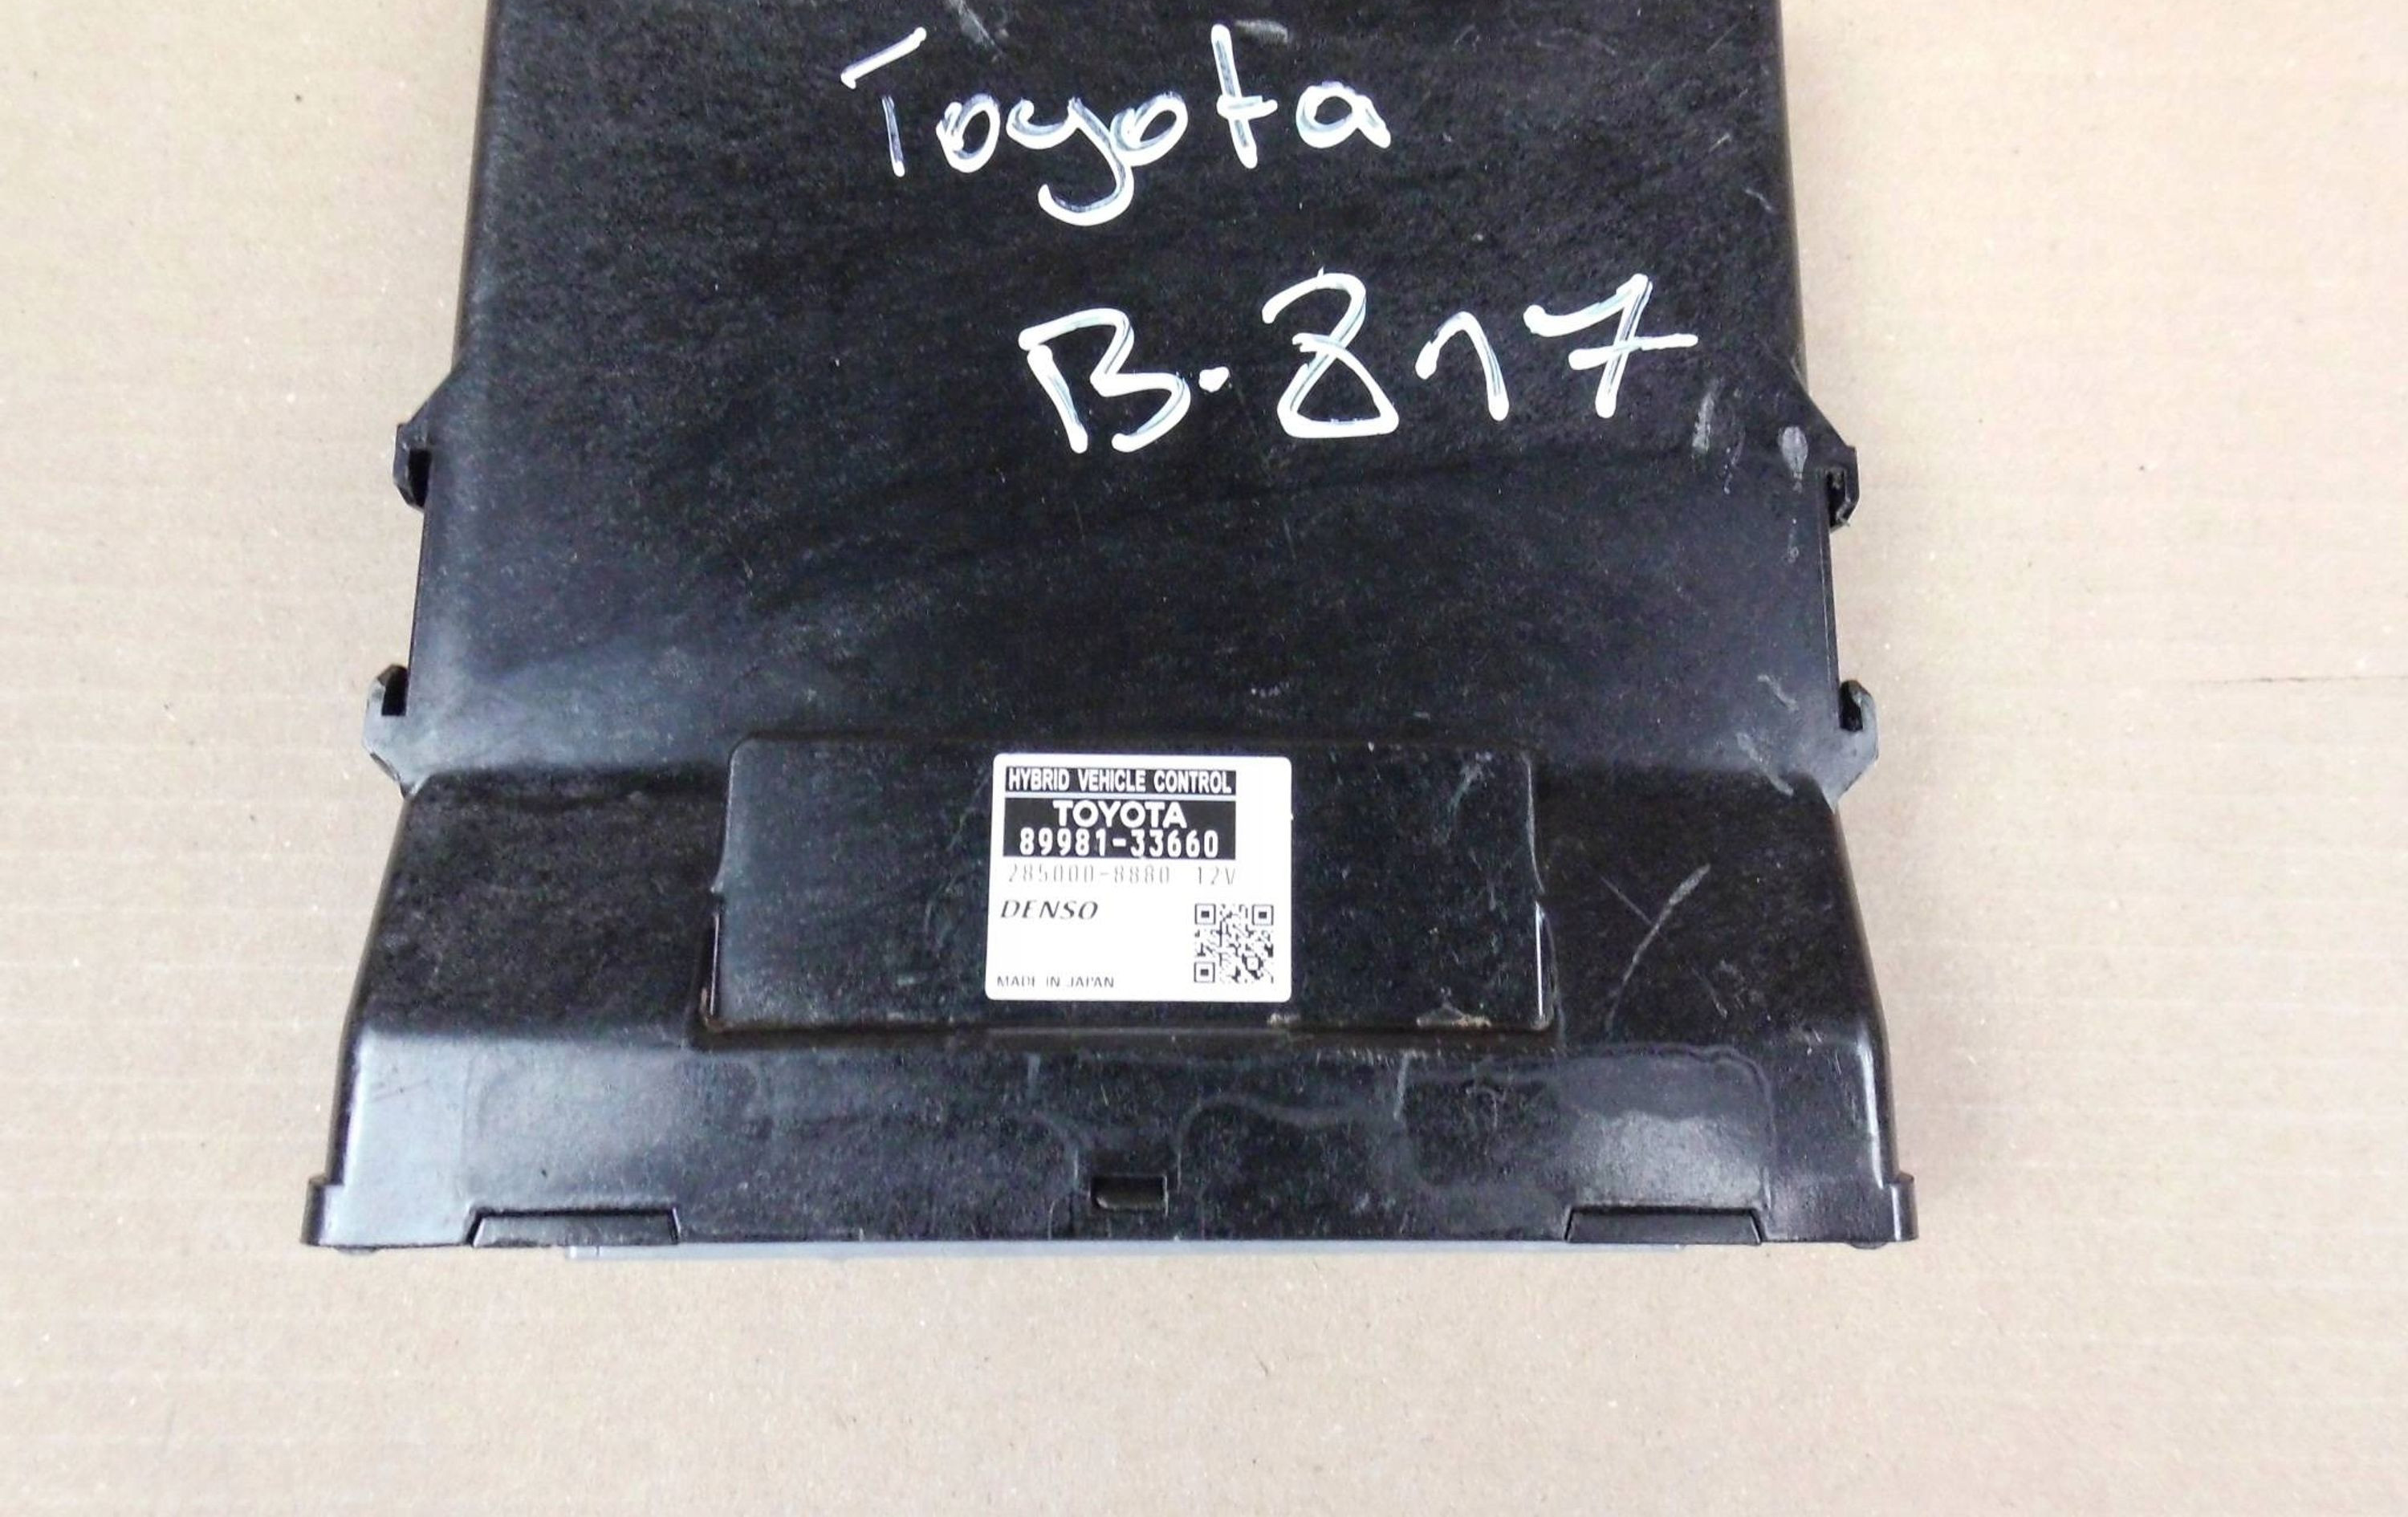 Toyota
B-817
HYBRID VEHICLE CONTROL
TOYOTA
89981-33660
285000-8880 12V
DENSO
MADE IN JAPAN